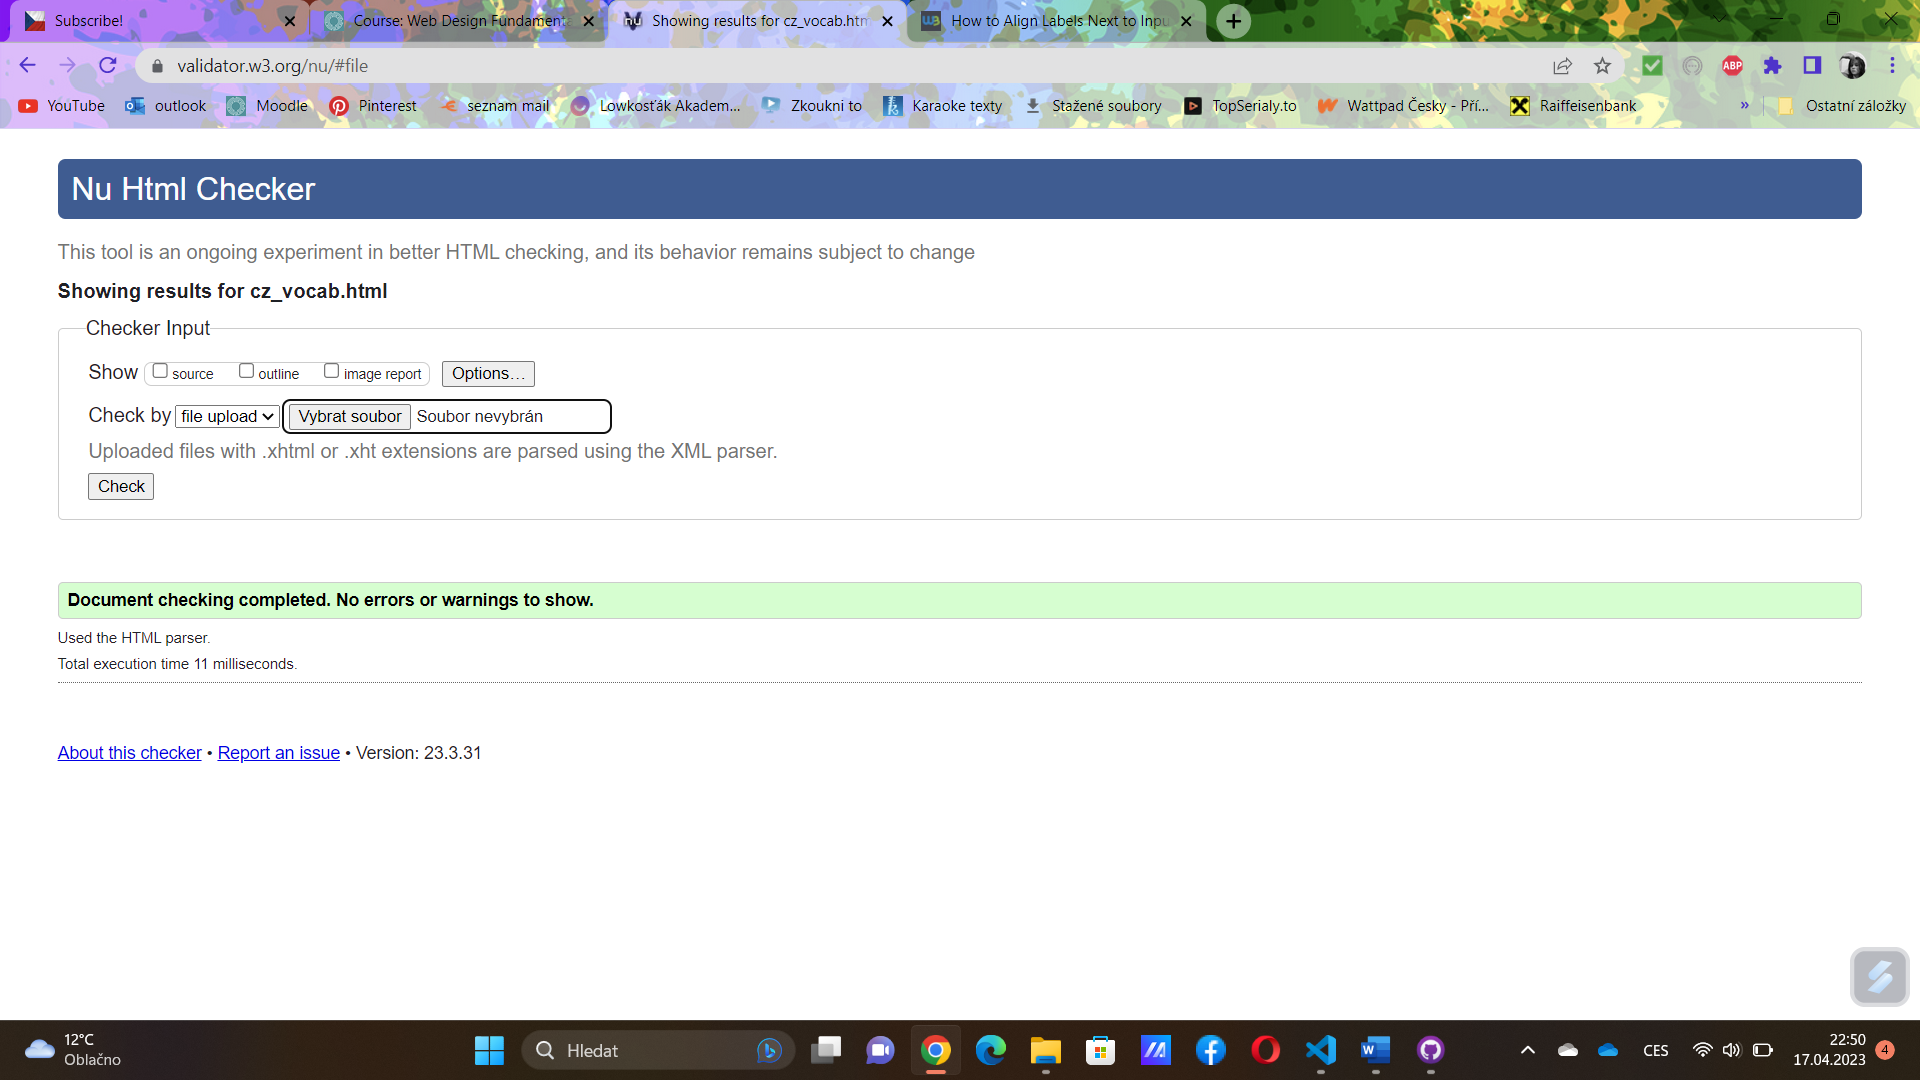 Subscribe!
Course: Web Design Fundament
Showing results for cz_vocab.htm
How to Align Labels Next to Inpu
validator.w3.org/nu/#file
ABP
YouTube
outlook
Moodle
Pinterest
seznam mail
Lowkosťák Akadem...
Zkoukni to
Karaoke texty
Stažené soubory
TopSerialy.to
Wattpad Česky - Pří...
Raiffeisenbank
»
Ostatní záložky
Nu Html Checker
This tool is an ongoing experiment in better HTML checking, and its behavior remains subject to change
Showing results for cz_vocab.html
Checker Input
Show source outline image report Options...
Check by file upload Vybrat soubor Soubor nevybrán
Uploaded files with .xhtml or .xht extensions are parsed using the XML parser.
Check
Document checking completed. No errors or warnings to show.
Used the HTML parser.
Total execution time 11 milliseconds.
About this checker • Report an issue • Version: 23.3.31
12°C
Oblačno
Hledat
CES
22:50
17.04.2023
4